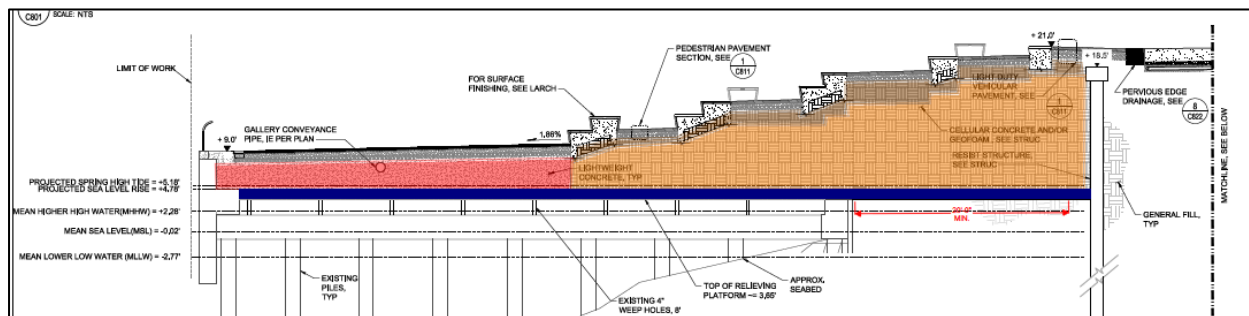 C801
SCALE: NTS
LIMIT OF WORK
GALLERY CONVEYANCE
PIPE, IE PER PLAN
+ 9.0'
1.88%
FOR SURFACE
FINISHING, SEE LARCH
PEDESTRIAN PAVEMENT
SECTION, SEE
1
C811
+ 21.0'
+ 18.5'
LIGHT DUTY
VEHICULAR
PAVEMENT, SEE
1
C811
PERVIOUS EDGE
DRAINAGE, SEE
8
C822
CELLULAR CONCRETE AND/OR
GEOFOAM, SEE STRUC
RESIST STRUCTURE,
SEE STRUC
LIGHTWEIGHT
CONCRETE, TYP
PROJECTED SPRING HIGH TIDE = +5.18'
PROJECTED SEA LEVEL RISE = +4.78'
MEAN HIGHER HIGH WATER(MHHW) = +2.28'
MEAN SEA LEVEL(MSL) = -0.02'
MEAN LOWER LOW WATER (MLLW) = -2.77'
MIN.
GENERAL FILL,
TYP
MATCHLINE, SEE BELOW
EXISTING
PILES,
TYP
EXISTING 4"
WEEP HOLES, 8'
TOP OF RELIEVING
PLATFORM ~= 3.65'
APPROX.
SEABED